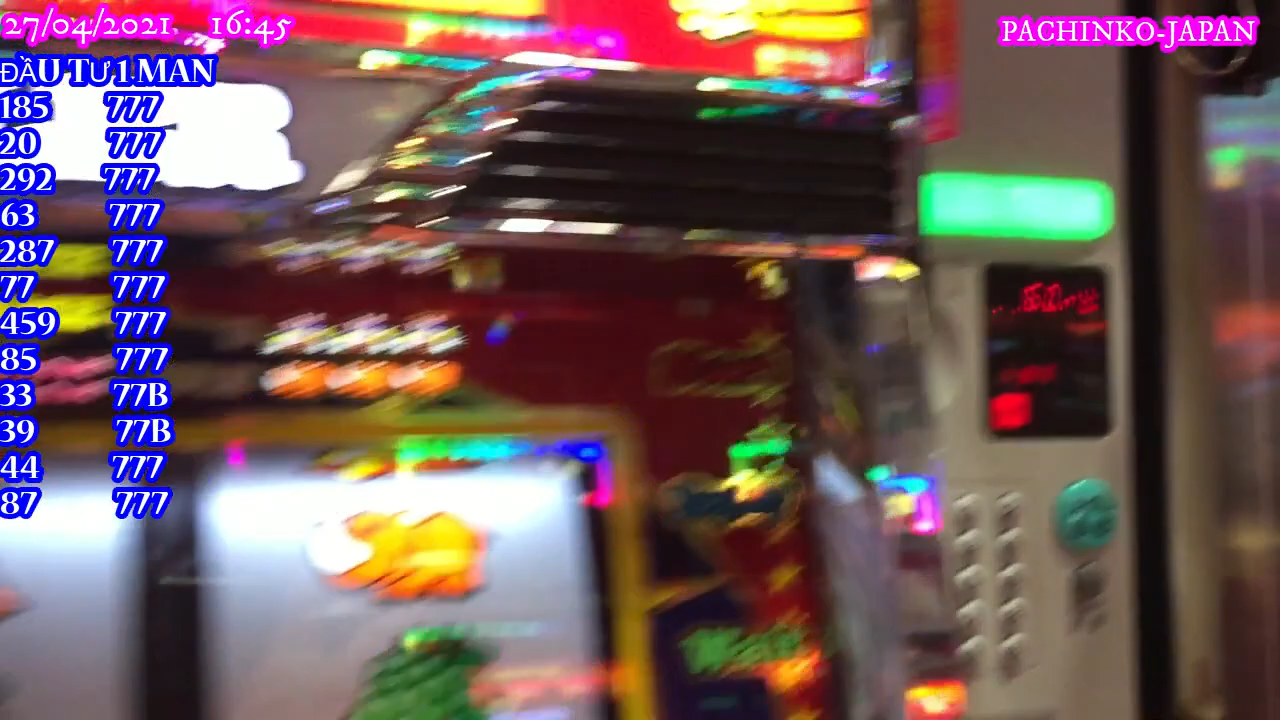 27/04/2021 16:45
PACHINKO-JAPAN
ĐẦU TƯ 1 MAN
185 777
20 777
292 777
63 777
287 777
77 777
459 777
85 777
33 77B
39 77B
44 777
87 777